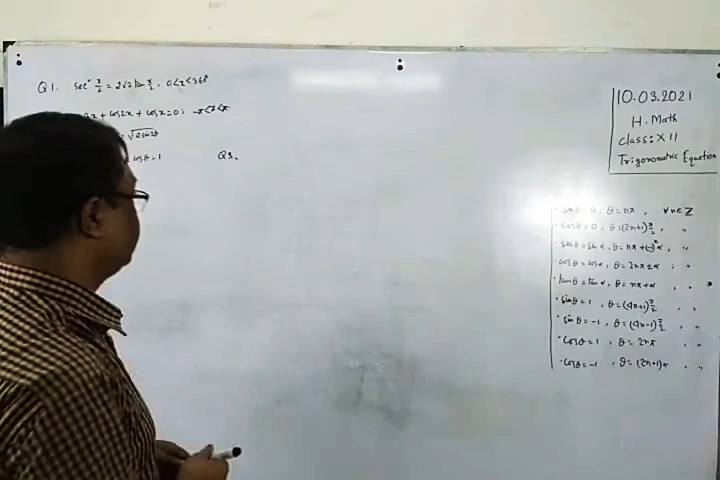 Q1. Sec² x/2 = 2√2 tan x/2, 0<x<360°
x + cos2x + cosx = 0; -π<x<π
√2 sin2θ
cosθ = 1
Q3.
10.03.2021
H. Math
class: XII
Trigonometric Equation
· sinθ = 0, θ = nπ, ∀n∈Z
· cosθ = 0, θ = (2n+1)π/2, "
· sinθ = sin α, θ = nπ + (-1)ⁿα, "
· cosθ = cosα, θ = 2nπ ± α, "
· tanθ = tanα, θ = nπ + α, "
· sinθ = 1, θ = (4n+1)π/2, "
· sinθ = -1, θ = (4n-1)π/2, "
· cosθ = 1, θ = 2nπ "
· cosθ = -1, θ = (2n+1)π, "